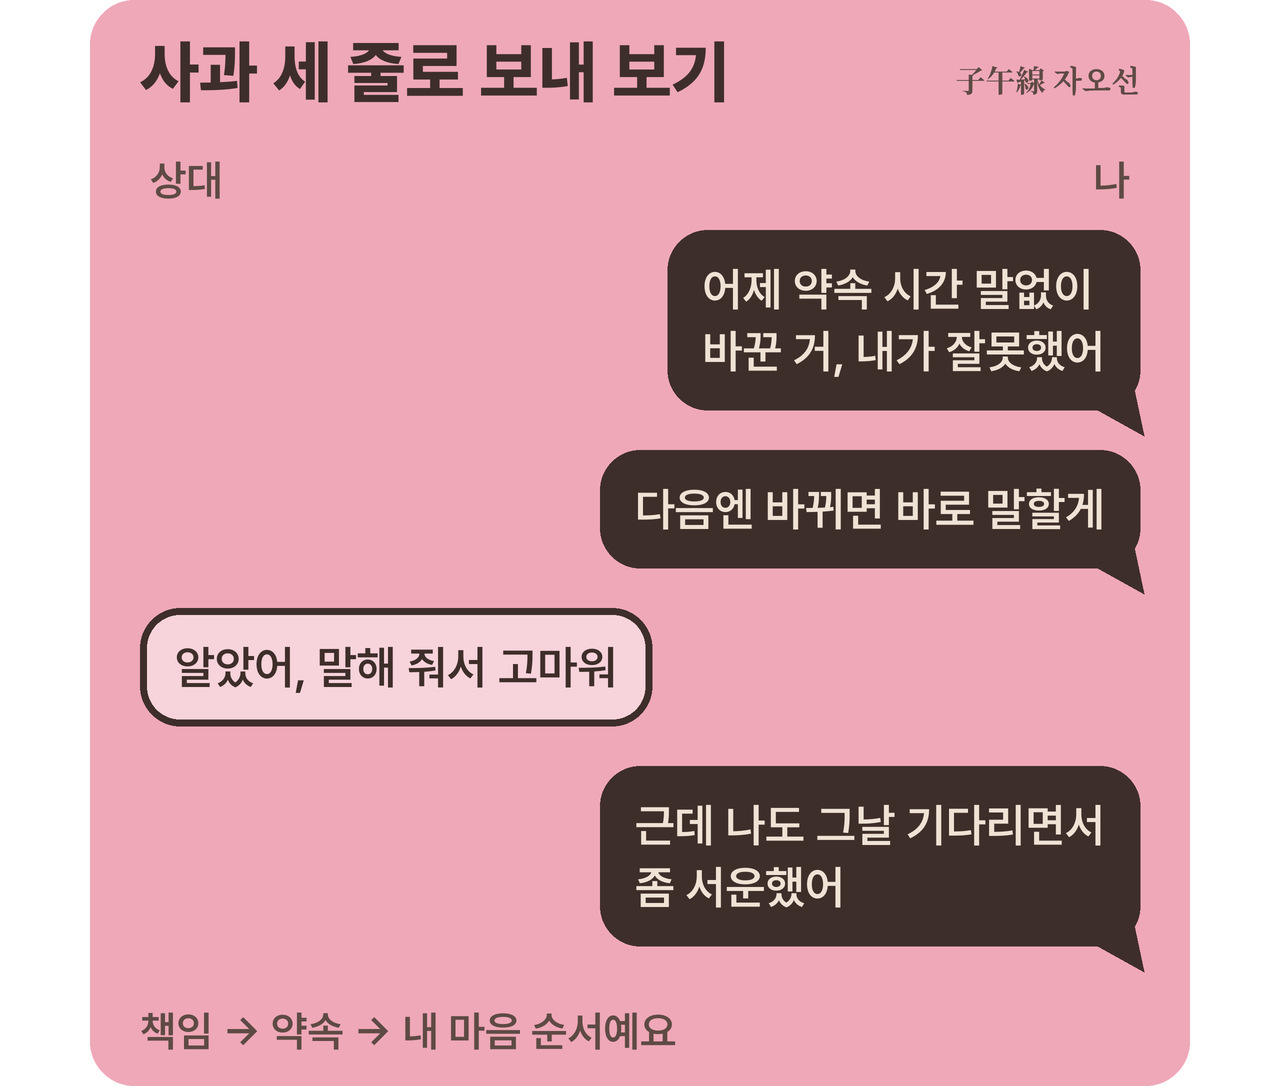 사과 세 줄로 보내 보기
子午線 자오선
상대
나
어제 약속 시간 말없이
바꾼 거, 내가 잘못했어
다음엔 바뀌면 바로 말할게
알았어, 말해 줘서 고마워
근데 나도 그날 기다리면서
좀 서운했어
책임 → 약속 → 내 마음 순서예요